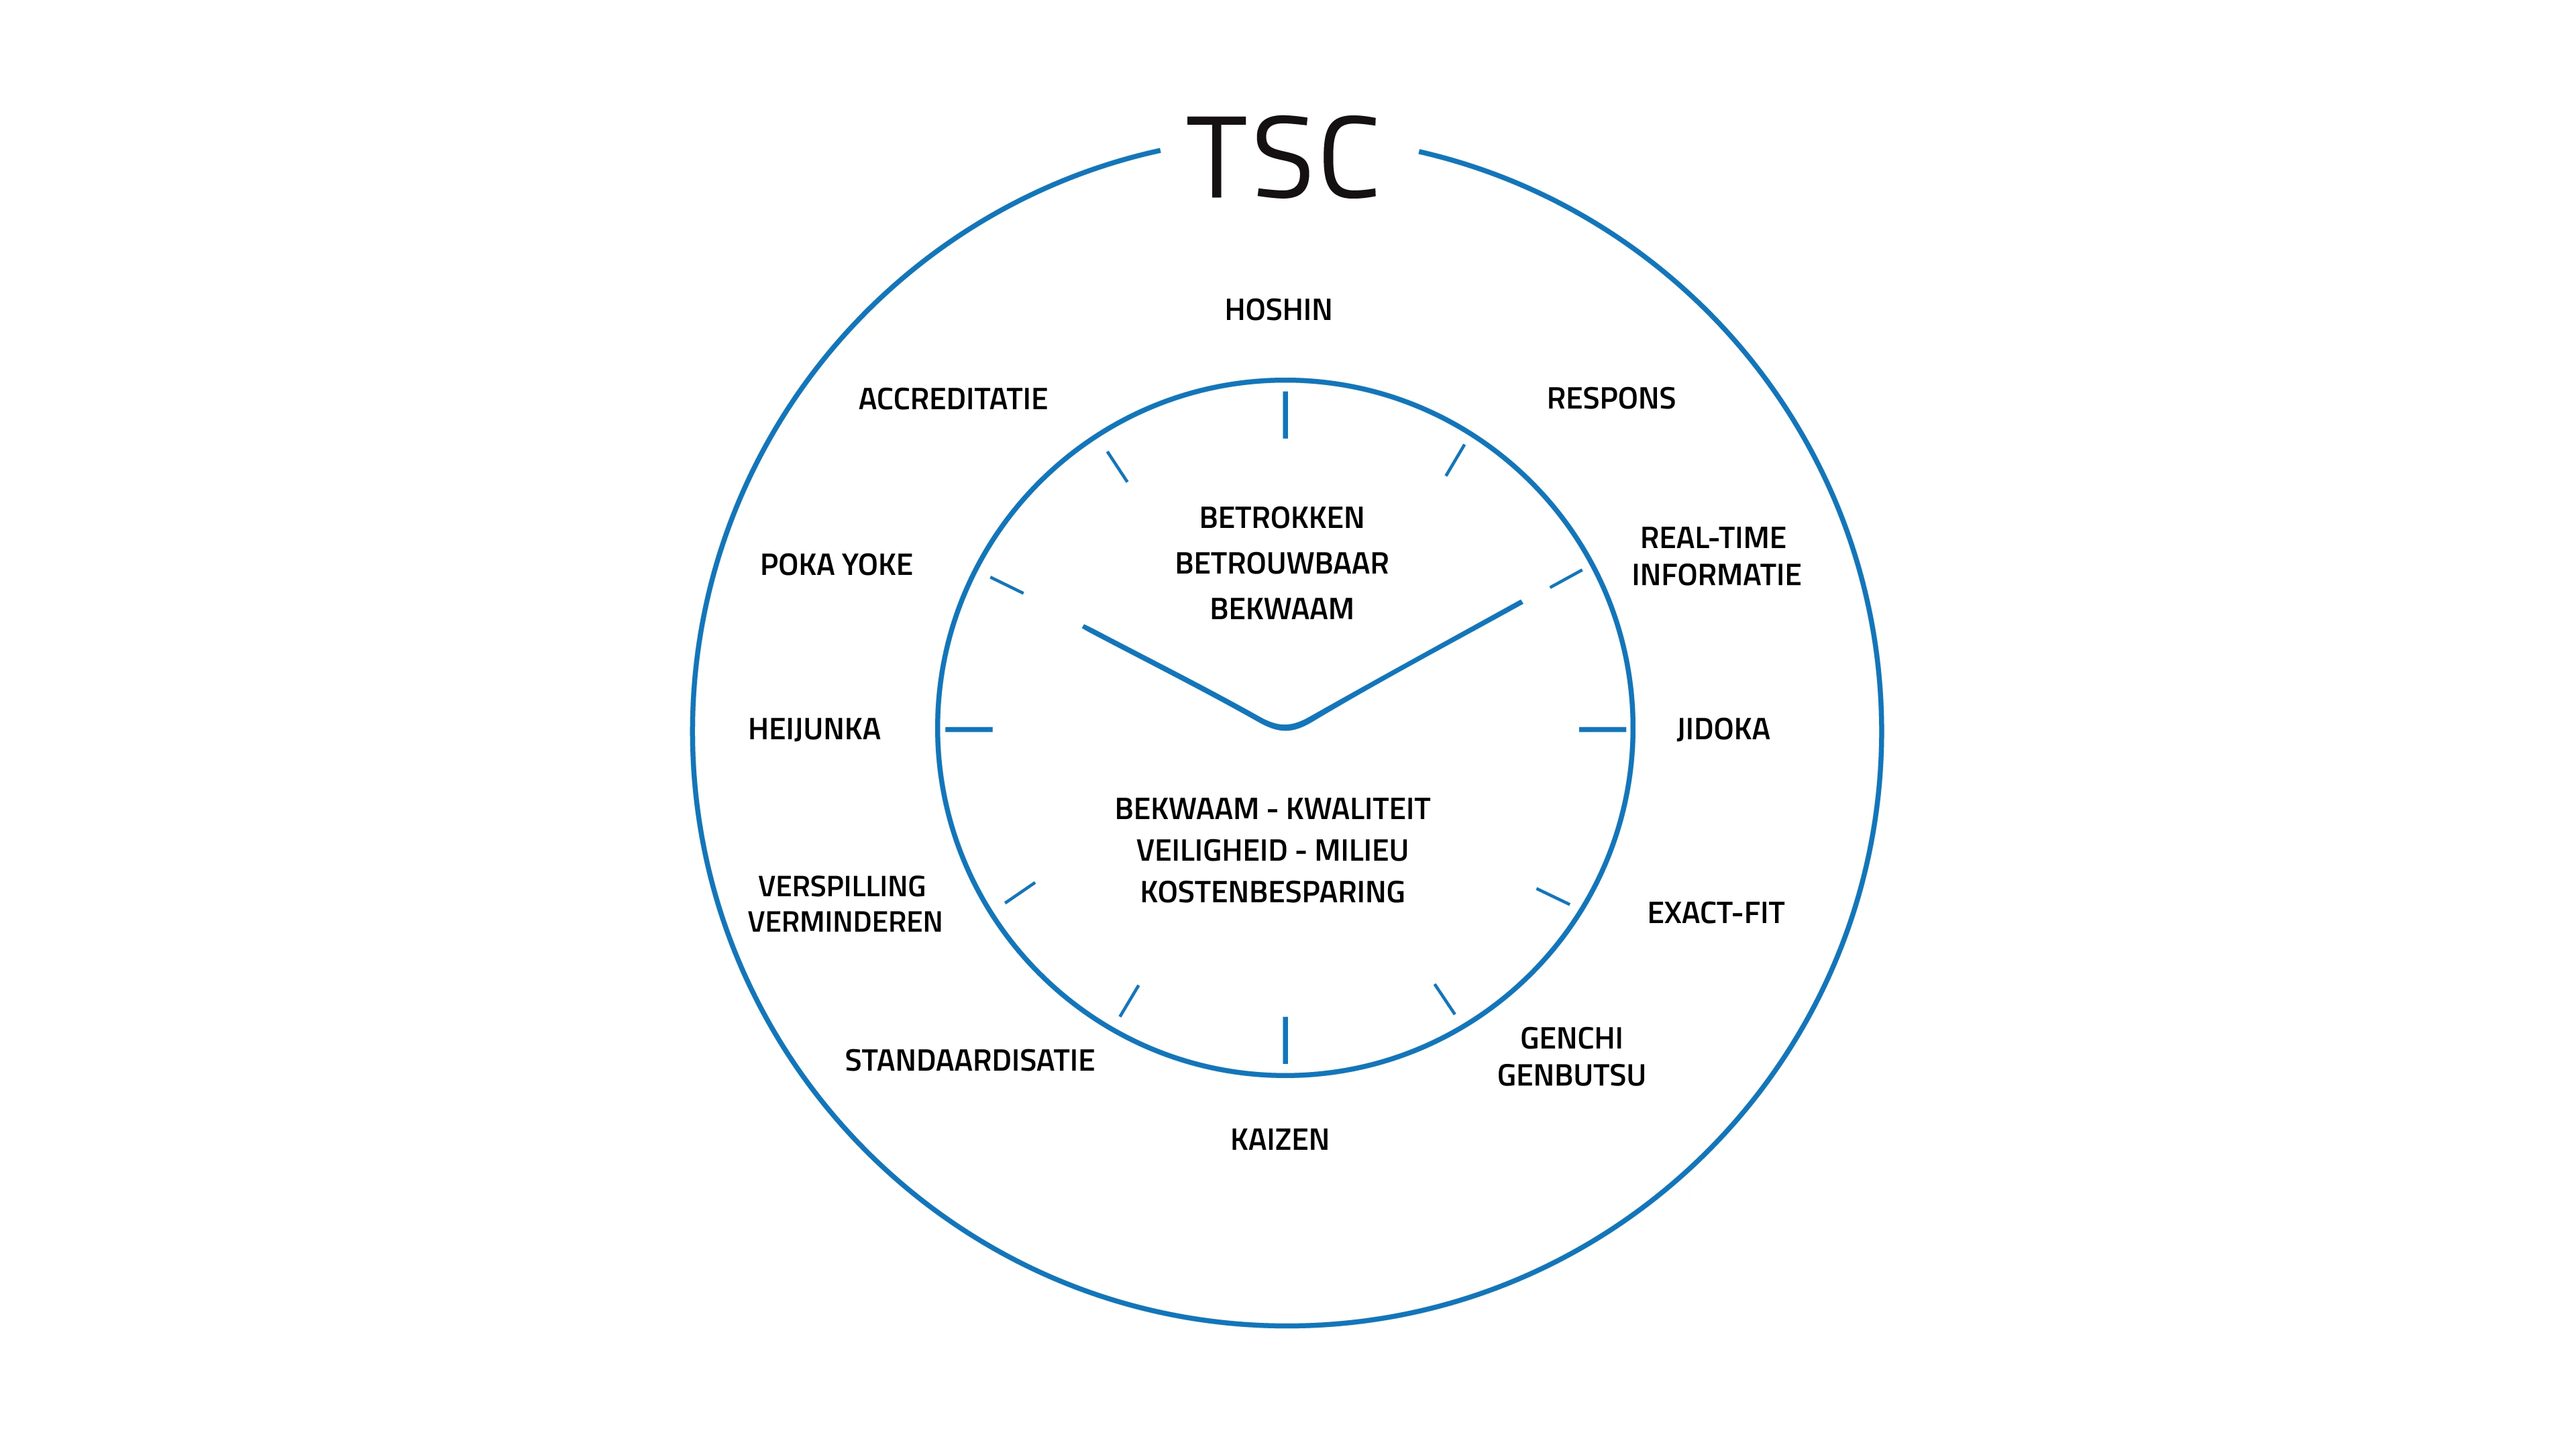 TSC
HOSHIN
ACCREDITATIE
RESPONS
BETROKKEN
BETROUWBAAR
BEKWAAM
REAL-TIME
INFORMATIE
POKA YOKE
HEIJUNKA
JIDOKA
BEKWAAM - KWALITEIT
VEILIGHEID - MILIEU
KOSTENBESPARING
VERSPILLING
VERMINDEREN
EXACT-FIT
STANDAARDISATIE
GENCHI
GENBUTSU
KAIZEN